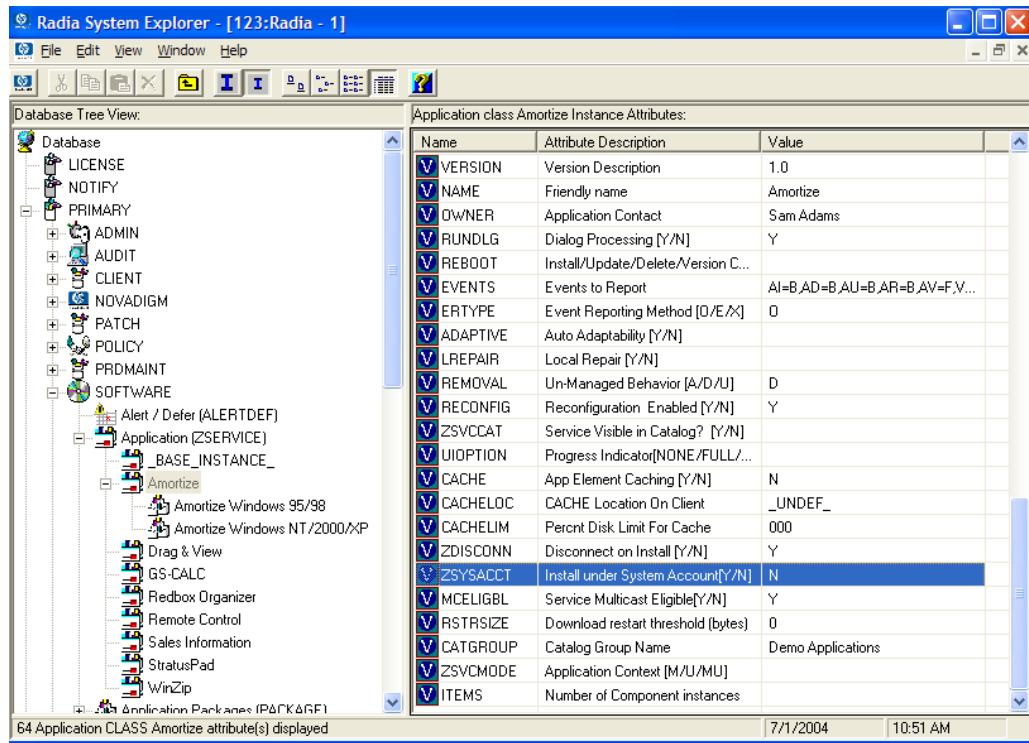 Radia System Explorer - [123:Radia - 1]
File Edit View Window Help
Database Tree View:
Database
LICENSE
NOTIFY
PRIMARY
ADMIN
AUDIT
CLIENT
NOVADIGM
PATCH
POLICY
PRDMAINT
SOFTWARE
Alert / Defer (ALERTDEF)
Application (ZSERVICE)
_BASE_INSTANCE_
Amortize
Amortize Windows 95/98
Amortize Windows NT/2000/XP
Drag & View
GS-CALC
Redbox Organizer
Remote Control
Sales Information
StratusPad
WinZip
Application Packages (PACKAGE)
Application class Amortize Instance Attributes:
Name Attribute Description Value
VERSION Version Description 1.0
NAME Friendly name Amortize
OWNER Application Contact Sam Adams
RUNDLG Dialog Processing [Y/N] Y
REBOOT Install/Update/Delete/Version C...
EVENTS Events to Report AI=B,AD=B,AU=B,AR=B,AV=F,V...
ERTYPE Event Reporting Method [O/E/X] O
ADAPTIVE Auto Adaptability [Y/N]
LREPAIR Local Repair [Y/N]
REMOVAL Un-Managed Behavior [A/D/U] D
RECONFIG Reconfiguration Enabled [Y/N] Y
ZSVCCAT Service Visible in Catalog? [Y/N]
UIOPTION Progress Indicator[NONE/FULL/...
CACHE App Element Caching [Y/N] N
CACHELOC CACHE Location On Client _UNDEF_
CACHELIM Percnt Disk Limit For Cache 000
ZDISCONN Disconnect on Install [Y/N] Y
ZSYSACCT Install under System Account[Y/N] N
MCELIGBL Service Multicast Eligible[Y/N] Y
RSTRSIZE Download restart threshold (bytes) 0
CATGROUP Catalog Group Name Demo Applications
ZSVCMODE Application Context [M/U/MU]
ITEMS Number of Component instances
64 Application CLASS Amortize attribute(s) displayed 7/1/2004 10:51 AM